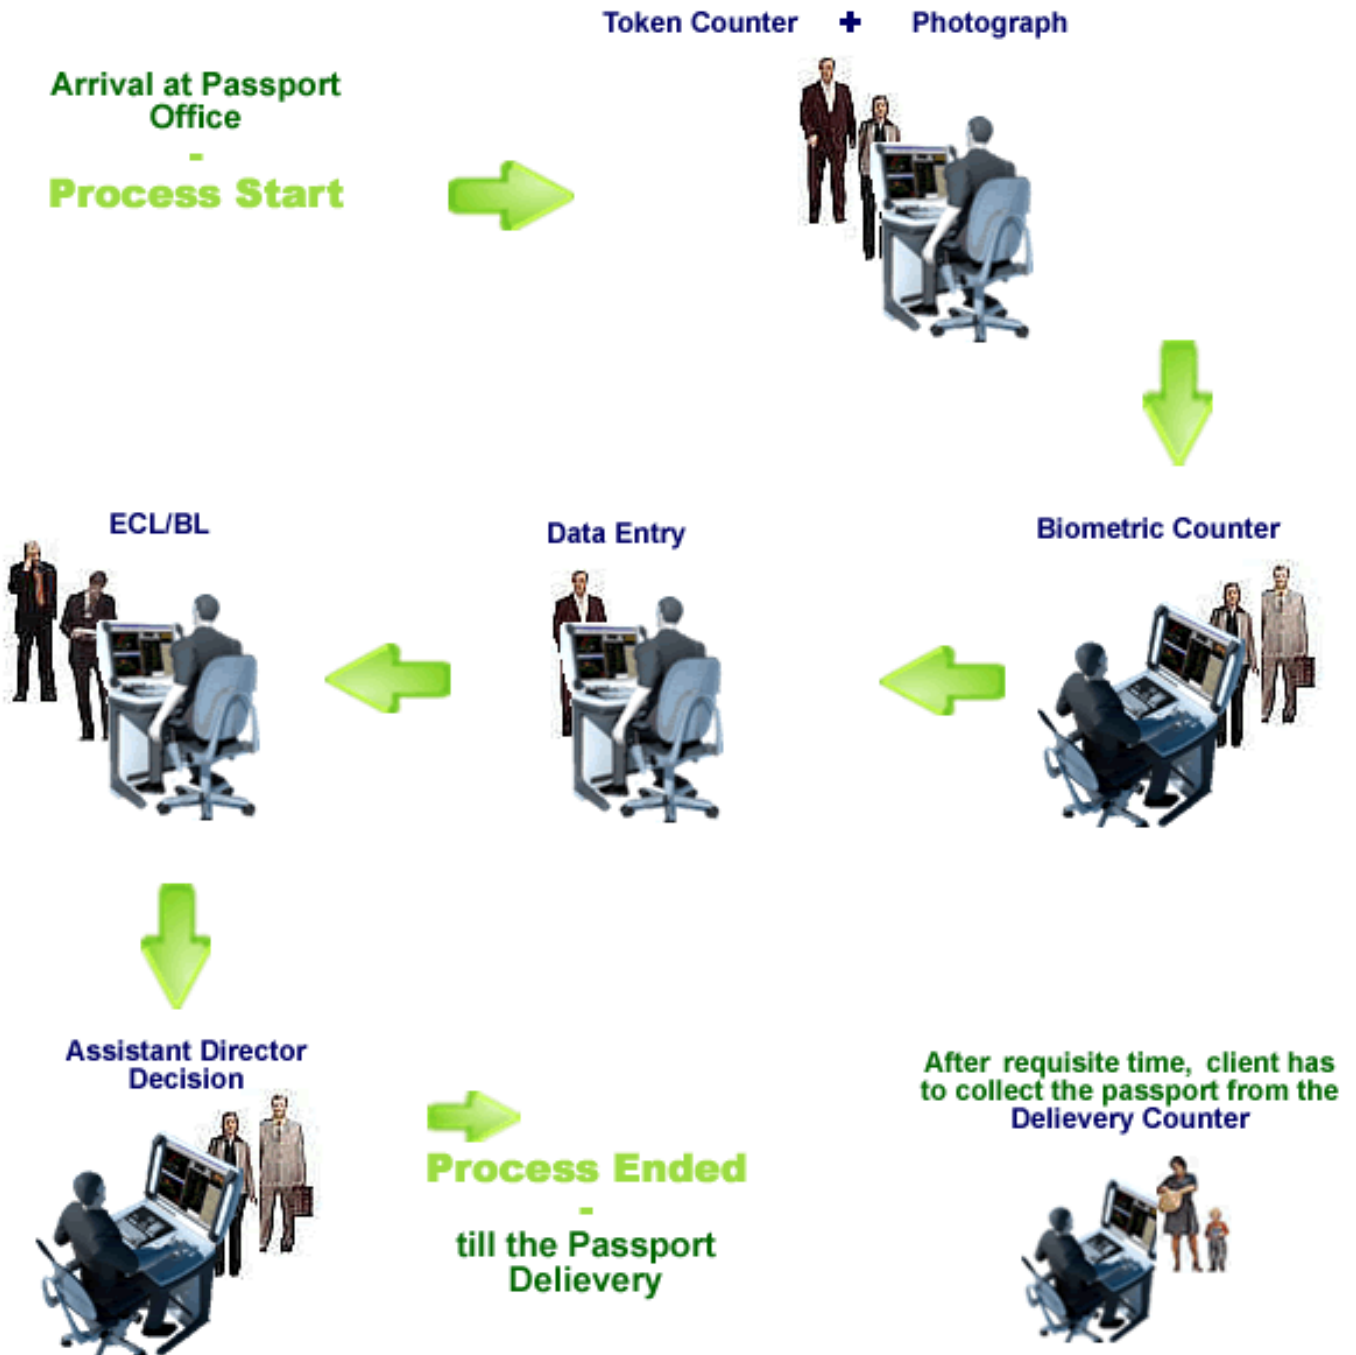 Token Counter + Photograph
Arrival at Passport
Office
-
Process Start
ECL/BL
Data Entry
Biometric Counter
Assistant Director
Decision
Process Ended
-
till the Passport
Delievery
After requisite time, client has
to collect the passport from the
Delievery Counter